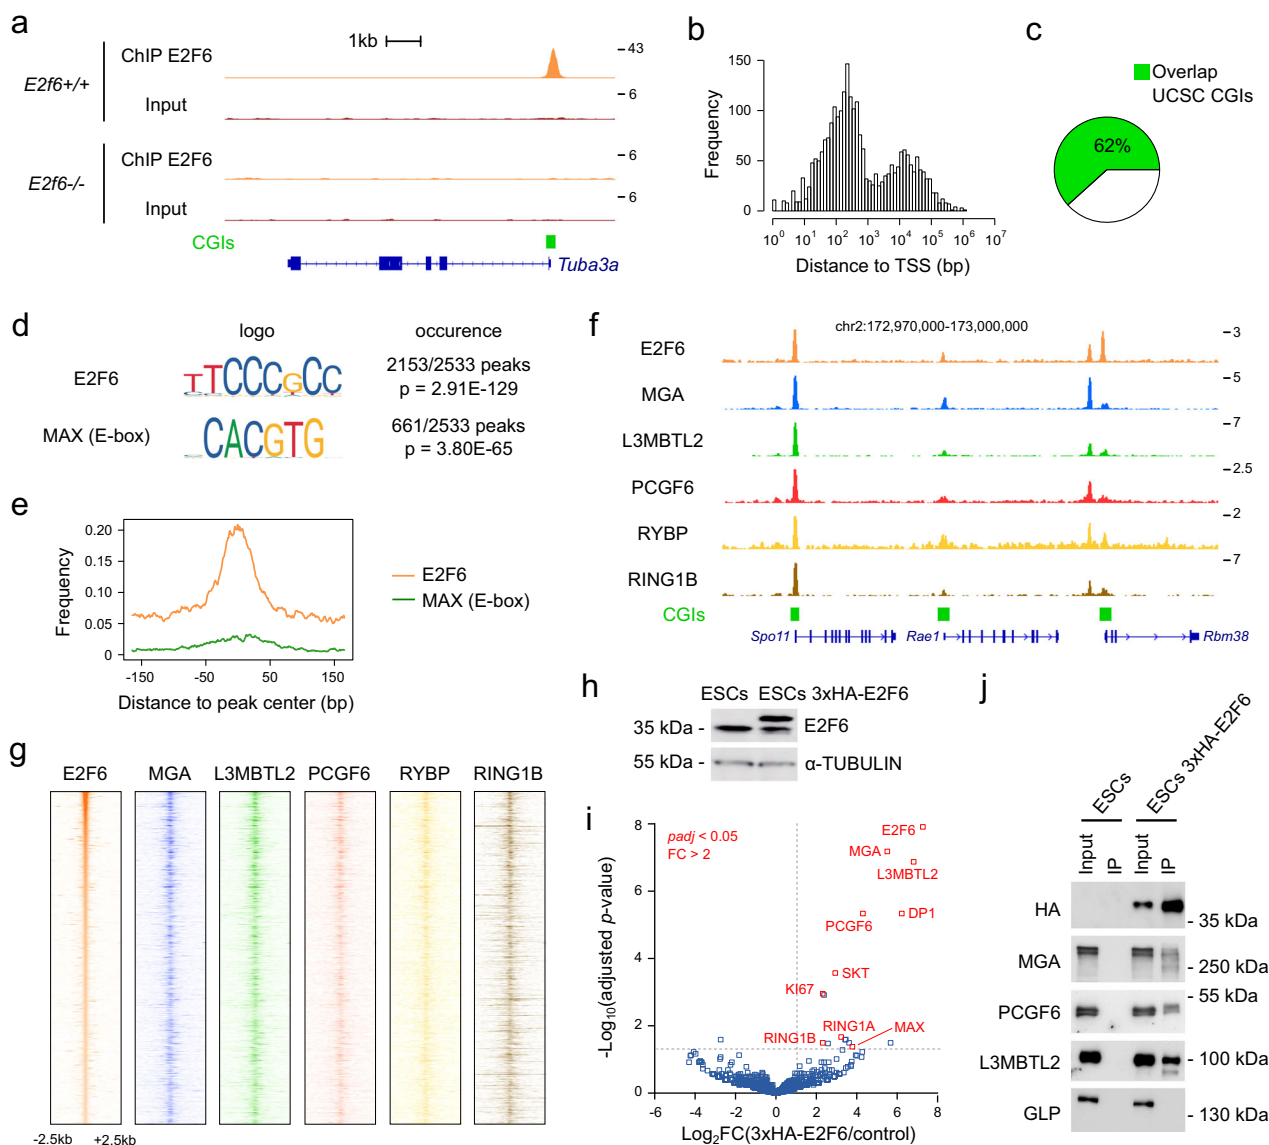 a
1kb
E2f6+/+
ChIP E2F6
43
Input
6
E2f6-/-
ChIP E2F6
6
Input
6
CGIs
Tuba3a
b
Frequency
150
100
50
0
10^0 10^1 10^2 10^3 10^4 10^5 10^6 10^7
Distance to TSS (bp)
c
Overlap
UCSC CGIs
62%
d
logo occurence
E2F6 TTCCCGCC 2153/2533 peaks
p = 2.91E-129
MAX (E-box) CACGTG 661/2533 peaks
p = 3.80E-65
e
Frequency
0.20
0.15
0.10
0.05
0
-150 -50 50 150
Distance to peak center (bp)
E2F6
MAX (E-box)
f
chr2:172,970,000-173,000,000
E2F6 3
MGA 5
L3MBTL2 7
PCGF6 2.5
RYBP 2
RING1B 7
CGIs
Spo11 Rae1 Rbm38
g
E2F6 MGA L3MBTL2 PCGF6 RYBP RING1B
-2.5kb +2.5kb
h
ESCs ESCs 3xHA-E2F6
35 kDa - E2F6
55 kDa - α-TUBULIN
i
-Log10(adjusted p-value)
8
6
4
2
0
padj < 0.05
FC > 2
E2F6
MGA
L3MBTL2
PCGF6
DP1
SKT
KI67
RING1B
RING1A
MAX
-6 -4 -2 0 2 4 6 8
Log2FC(3xHA-E2F6/control)
j
ESCs
ESCs 3xHA-E2F6
Input IP Input IP
HA
- 35 kDa
MGA
- 250 kDa
- 55 kDa
PCGF6
L3MBTL2 - 100 kDa
GLP - 130 kDa